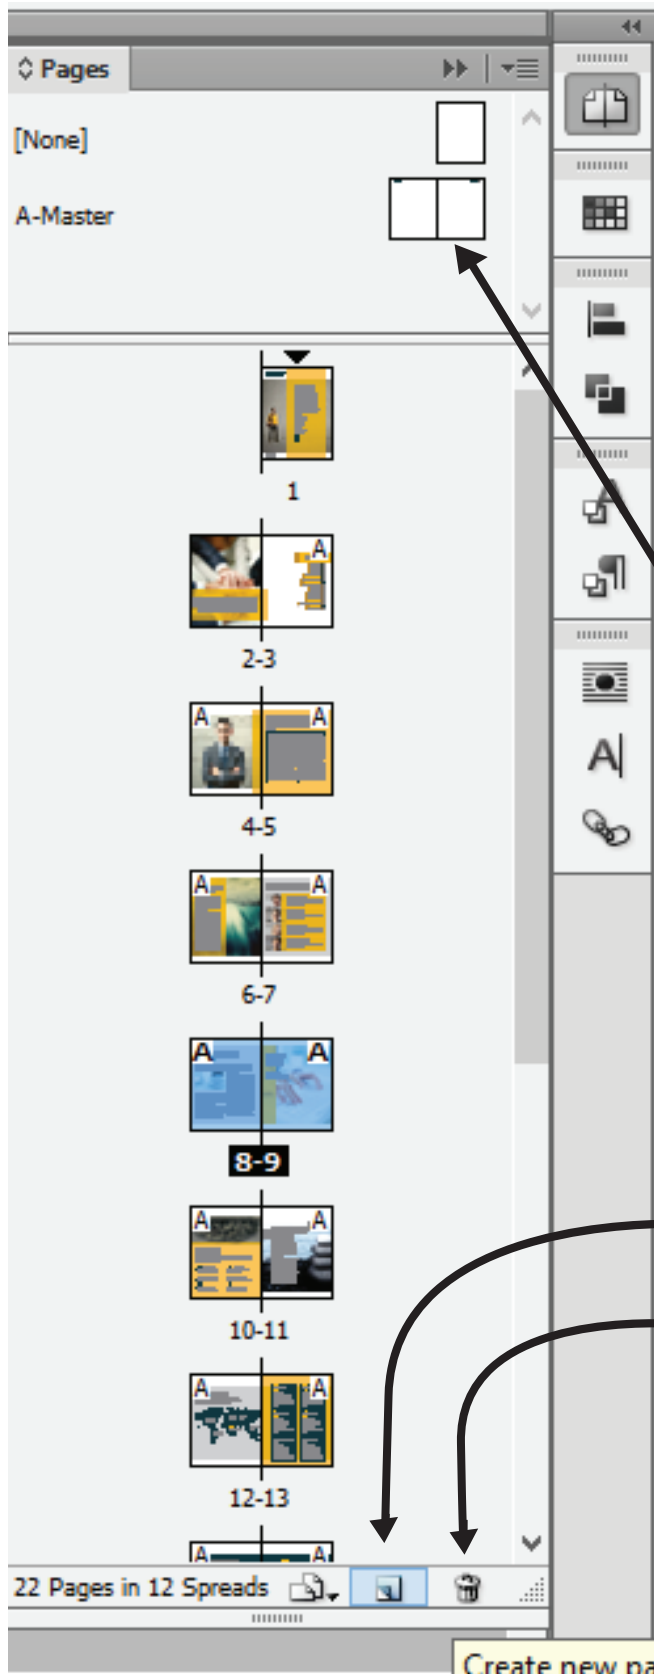 Pages
[None]
A-Master
1
A
2-3
A A
4-5
A A
6-7
A A
8-9
A A
10-11
A A
12-13
A A
22 Pages in 12 Spreads
Create new